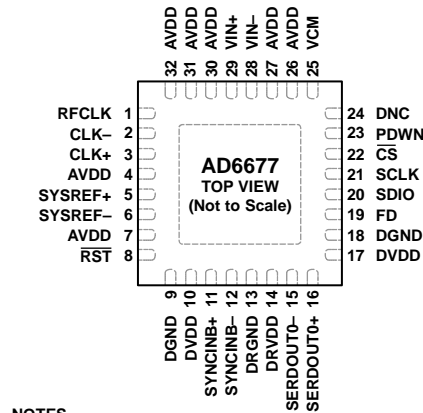 32 AVDD
31 AVDD
30 AVDD
29 VIN+
28 VIN–
27 AVDD
26 AVDD
25 VCM
RFCLK 1
CLK– 2
CLK+ 3
AVDD 4
SYSREF+ 5
SYSREF– 6
AVDD 7
RST 8
AD6677
TOP VIEW
(Not to Scale)
24 DNC
23 PDWN
22 CS
21 SCLK
20 SDIO
19 FD
18 DGND
17 DVDD
DGND 9
DVDD 10
SYNCINB+ 11
SYNCINB– 12
DRGND 13
DRVDD 14
SERDOUT0– 15
SERDOUT0+ 16
NOTES